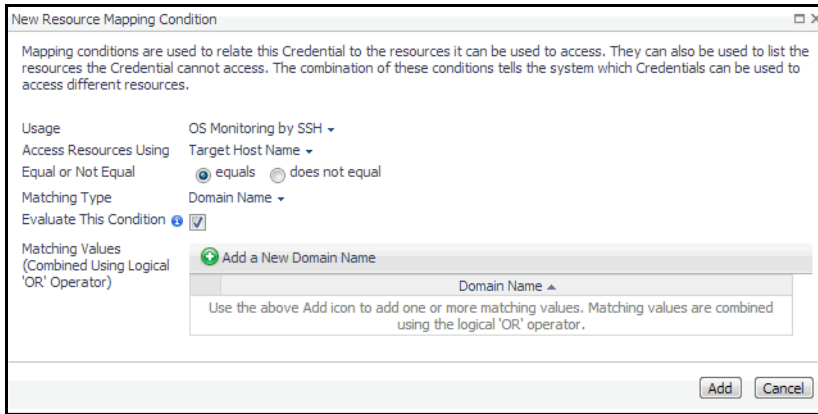 New Resource Mapping Condition
Mapping conditions are used to relate this Credential to the resources it can be used to access. They can also be used to list the
resources the Credential cannot access. The combination of these conditions tells the system which Credentials can be used to
access different resources.
Usage OS Monitoring by SSH
Access Resources Using Target Host Name
Equal or Not Equal equals does not equal
Matching Type Domain Name
Evaluate This Condition
Matching Values
(Combined Using Logical
'OR' Operator)
Add a New Domain Name
Domain Name
Use the above Add icon to add one or more matching values. Matching values are combined
using the logical 'OR' operator.
Add Cancel